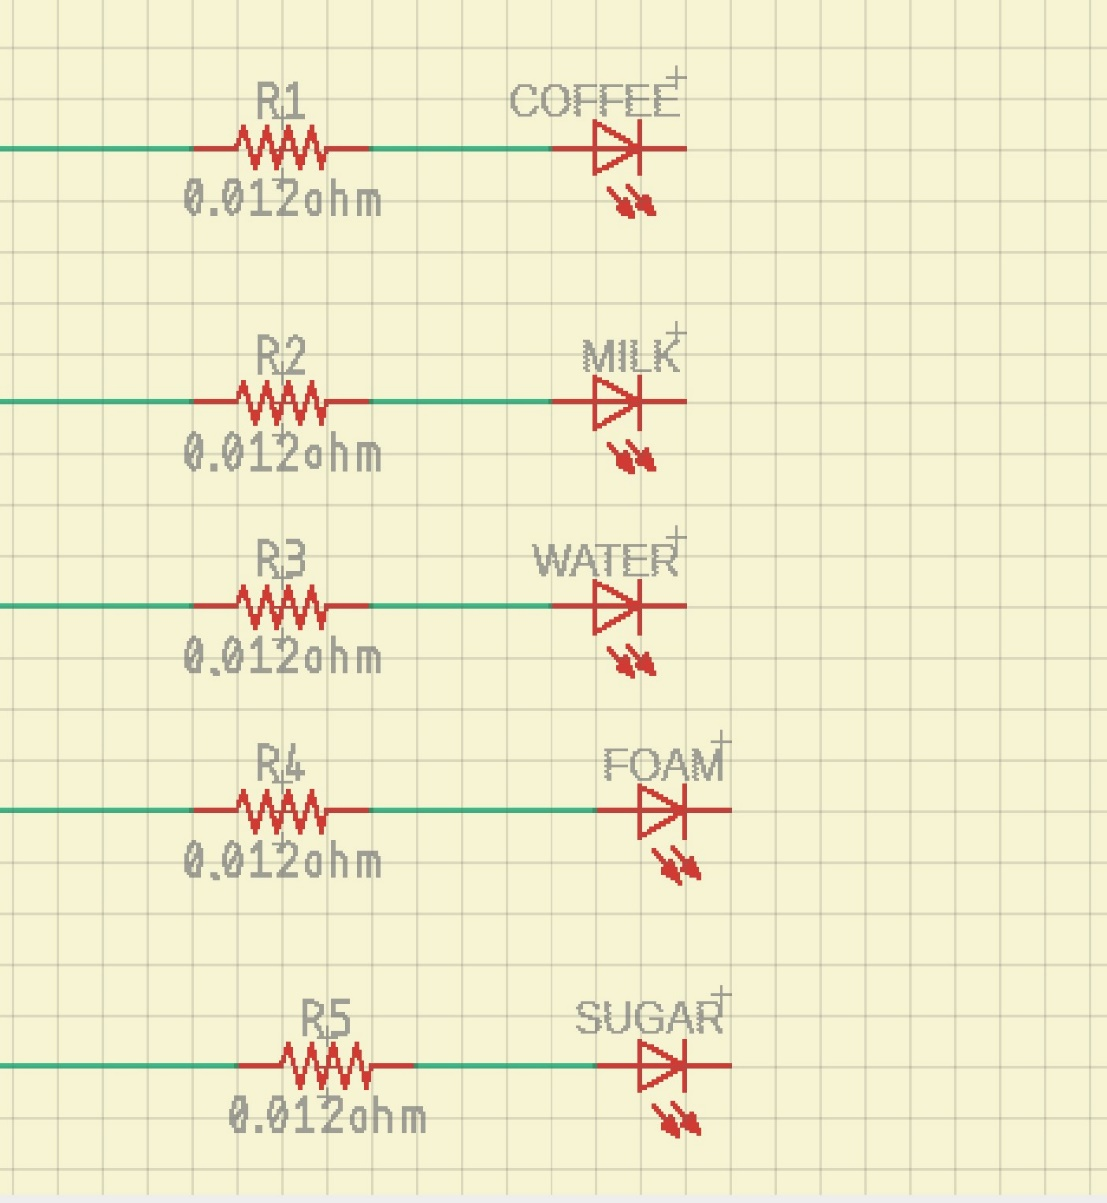 R1
COFFEE
0.012ohm
R2
MILK
0.012ohm
R3
WATER
0.012ohm
R4
FOAM
0.012ohm
R5
SUGAR
0.012ohm